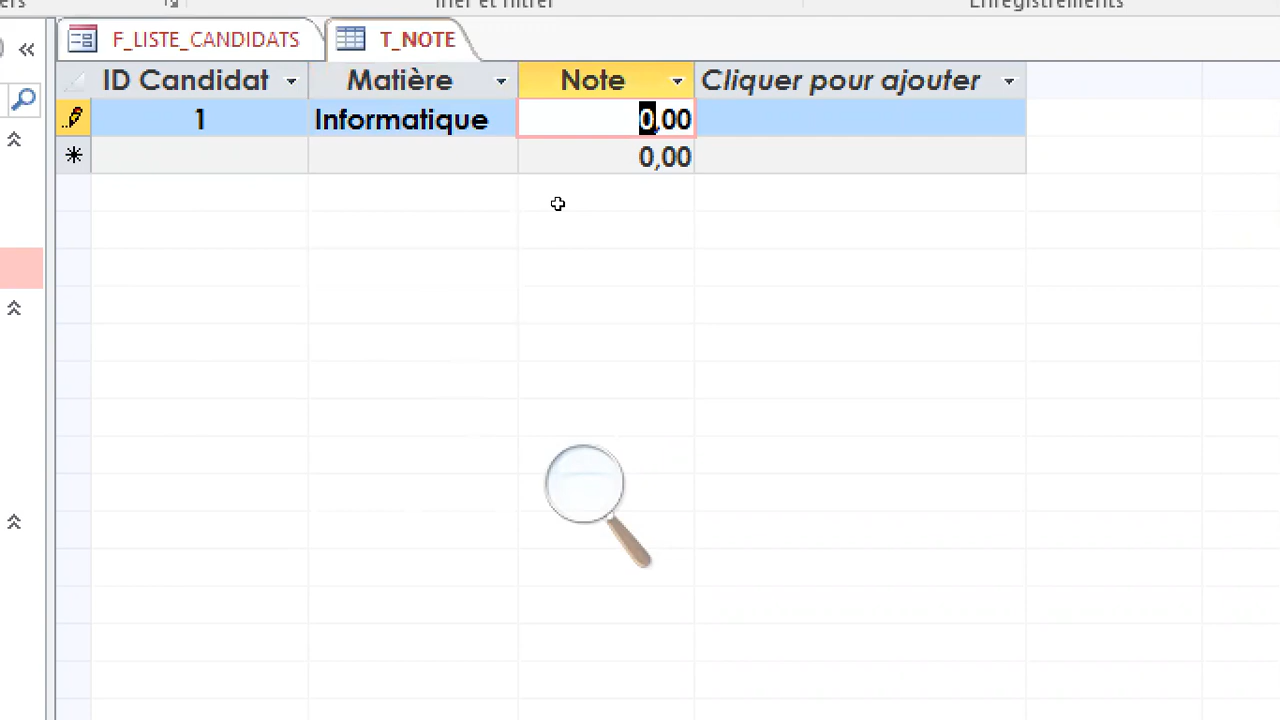 F_LISTE_CANDIDATS T_NOTE
ID Candidat Matière Note Cliquer pour ajouter
1 Informatique 0,00
0,00